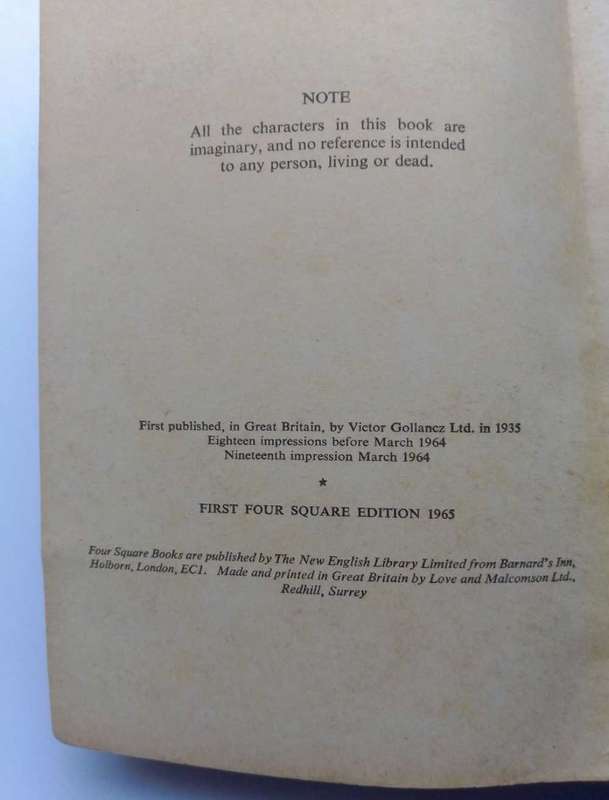 NOTE
All the characters in this book are
imaginary, and no reference is intended
to any person, living or dead.
First published, in Great Britain, by Victor Gollancz Ltd. in 1935
Eighteen impressions before March 1964
Nineteenth impression March 1964
*
FIRST FOUR SQUARE EDITION 1965
Four Square Books are published by The New English Library Limited from Barnard's Inn,
Holborn, London, EC1. Made and printed in Great Britain by Love and Malcomson Ltd.,
Redhill, Surrey